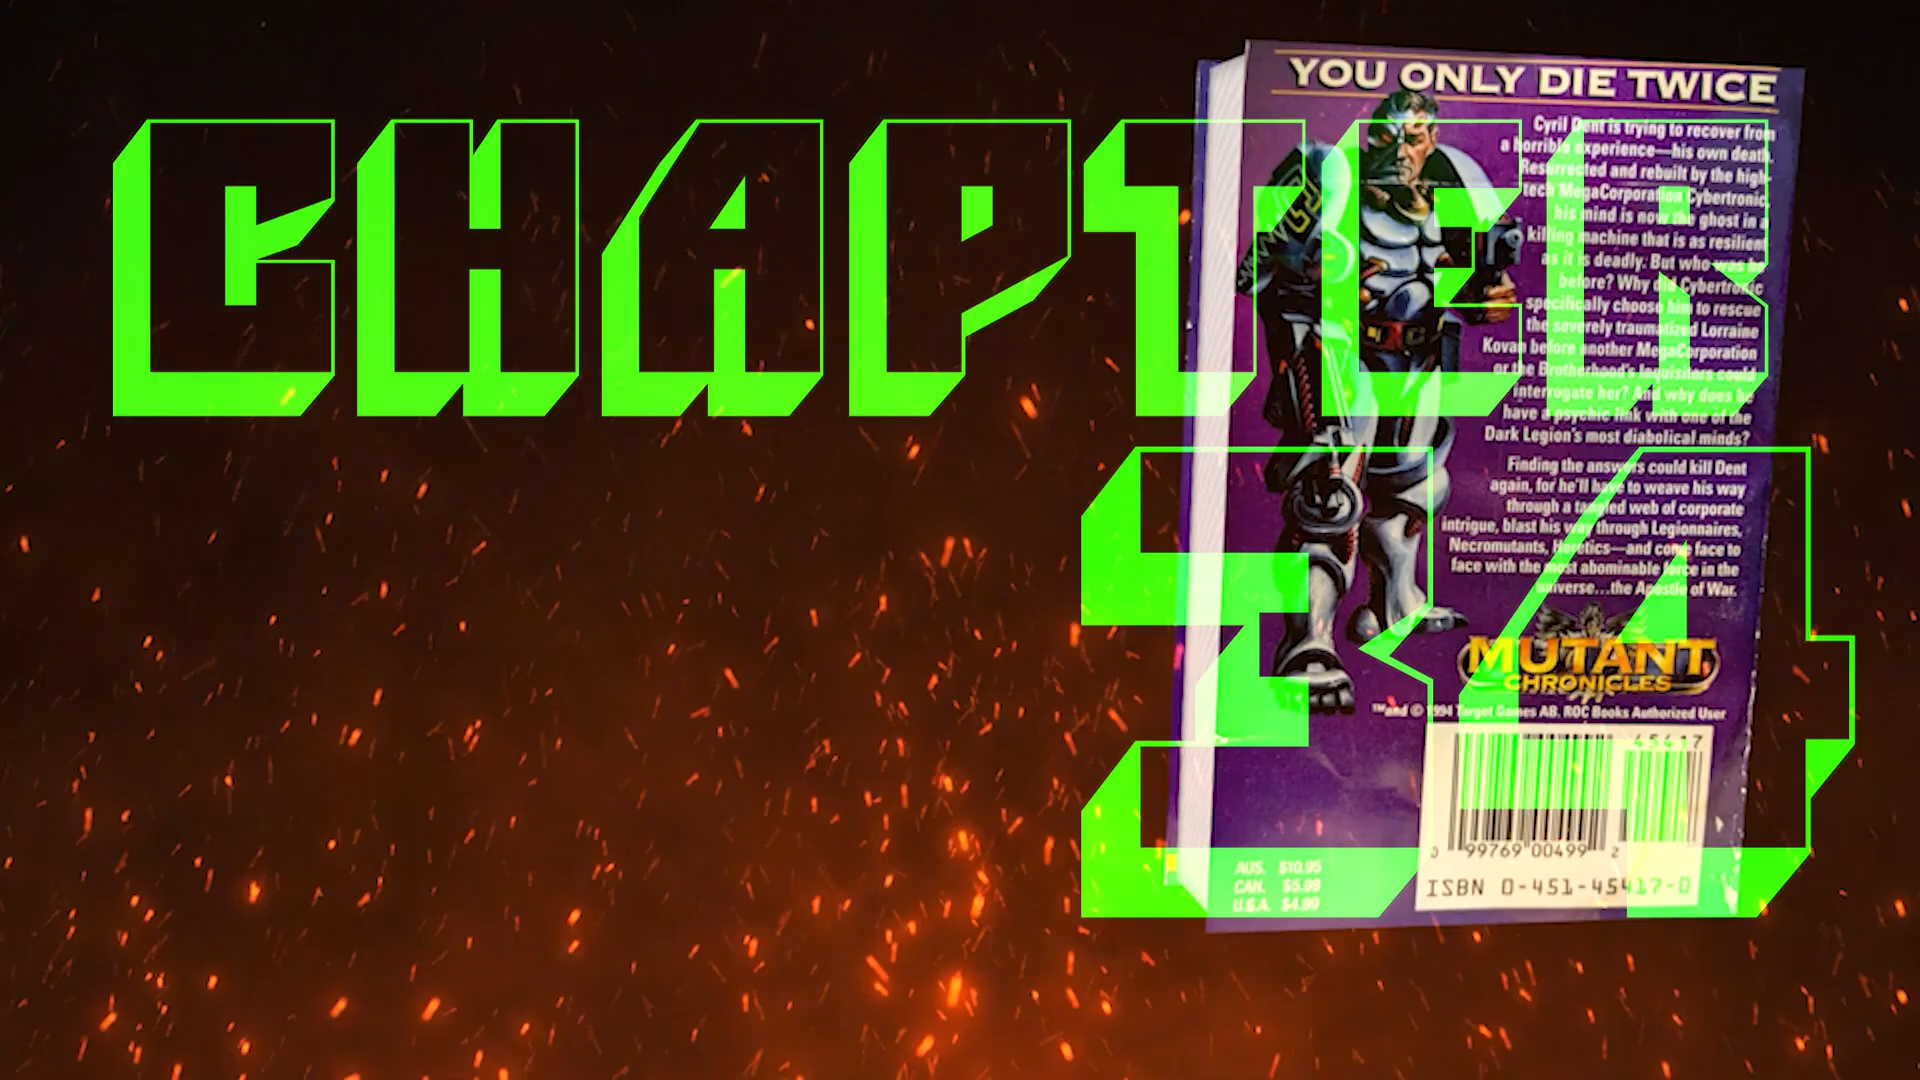 CHAPTER
34
YOU ONLY DIE TWICE
Cyril Dent is trying to recover from
a horrible experience—his own death.
Resurrected and rebuilt by the high-
tech MegaCorporation Cybertronic,
his mind is now the ghost in a
killing machine that is as resilient
as it is deadly. But who was he
before? Why did Cybertronic
specifically choose him to rescue
the severely traumatized Lorraine
Kovan before another MegaCorporation
or the Brotherhood's Inquisitors could
interrogate her? And why does he
have a psychic link with one of the
Dark Legion's most diabolical minds?
Finding the answers could kill Dent
again, for he'll have to weave his way
through a tangled web of corporate
intrigue, blast his way through Legionnaires,
Necromutants, Heretics—and come face to
face with the most abominable force in the
universe...the Apostle of War.
MUTANT
CHRONICLES
™and © 1994 Target Games AB. ROC Books Authorized User
45417
0 99769 00499 2
ISBN 0-451-45417-0
AUS. $10.95
CAN. $5.99
U.S.A. $4.99